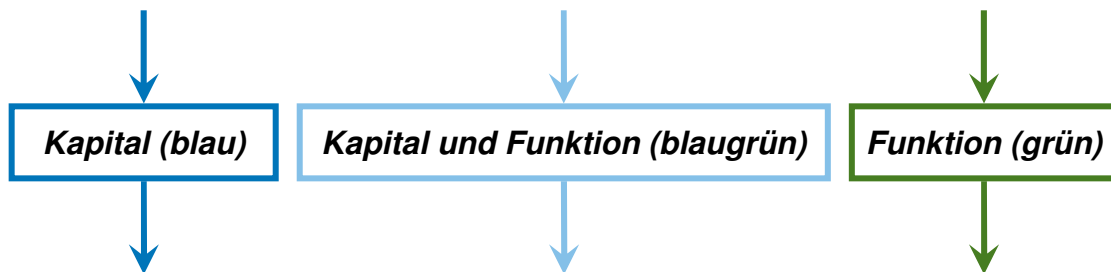 Kapital (blau)
Kapital und Funktion (blaugrün)
Funktion (grün)